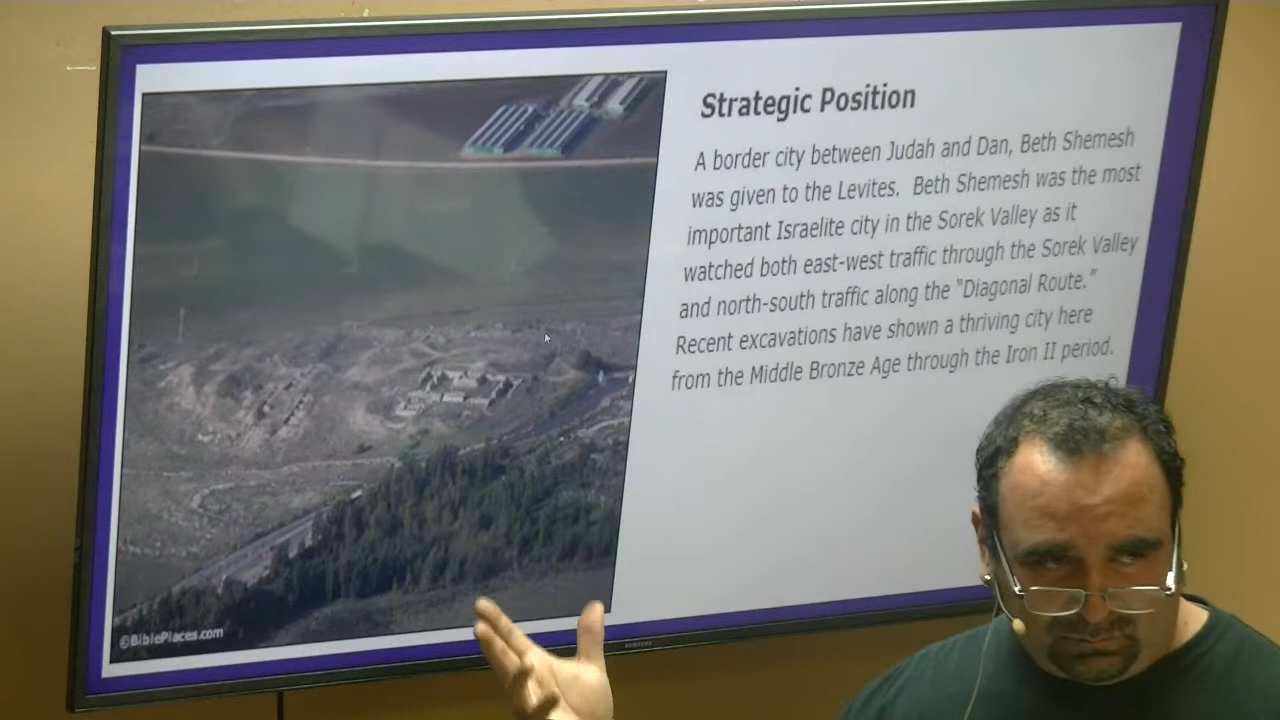 Strategic Position
A border city between Judah and Dan, Beth Shemesh
was given to the Levites.  Beth Shemesh was the most
important Israelite city in the Sorek Valley as it
watched both east-west traffic through the Sorek Valley
and north-south traffic along the “Diagonal Route.”
Recent excavations have shown a thriving city here
from the Middle Bronze Age through the Iron II period.
©BiblePlaces.com
SAMSUNG